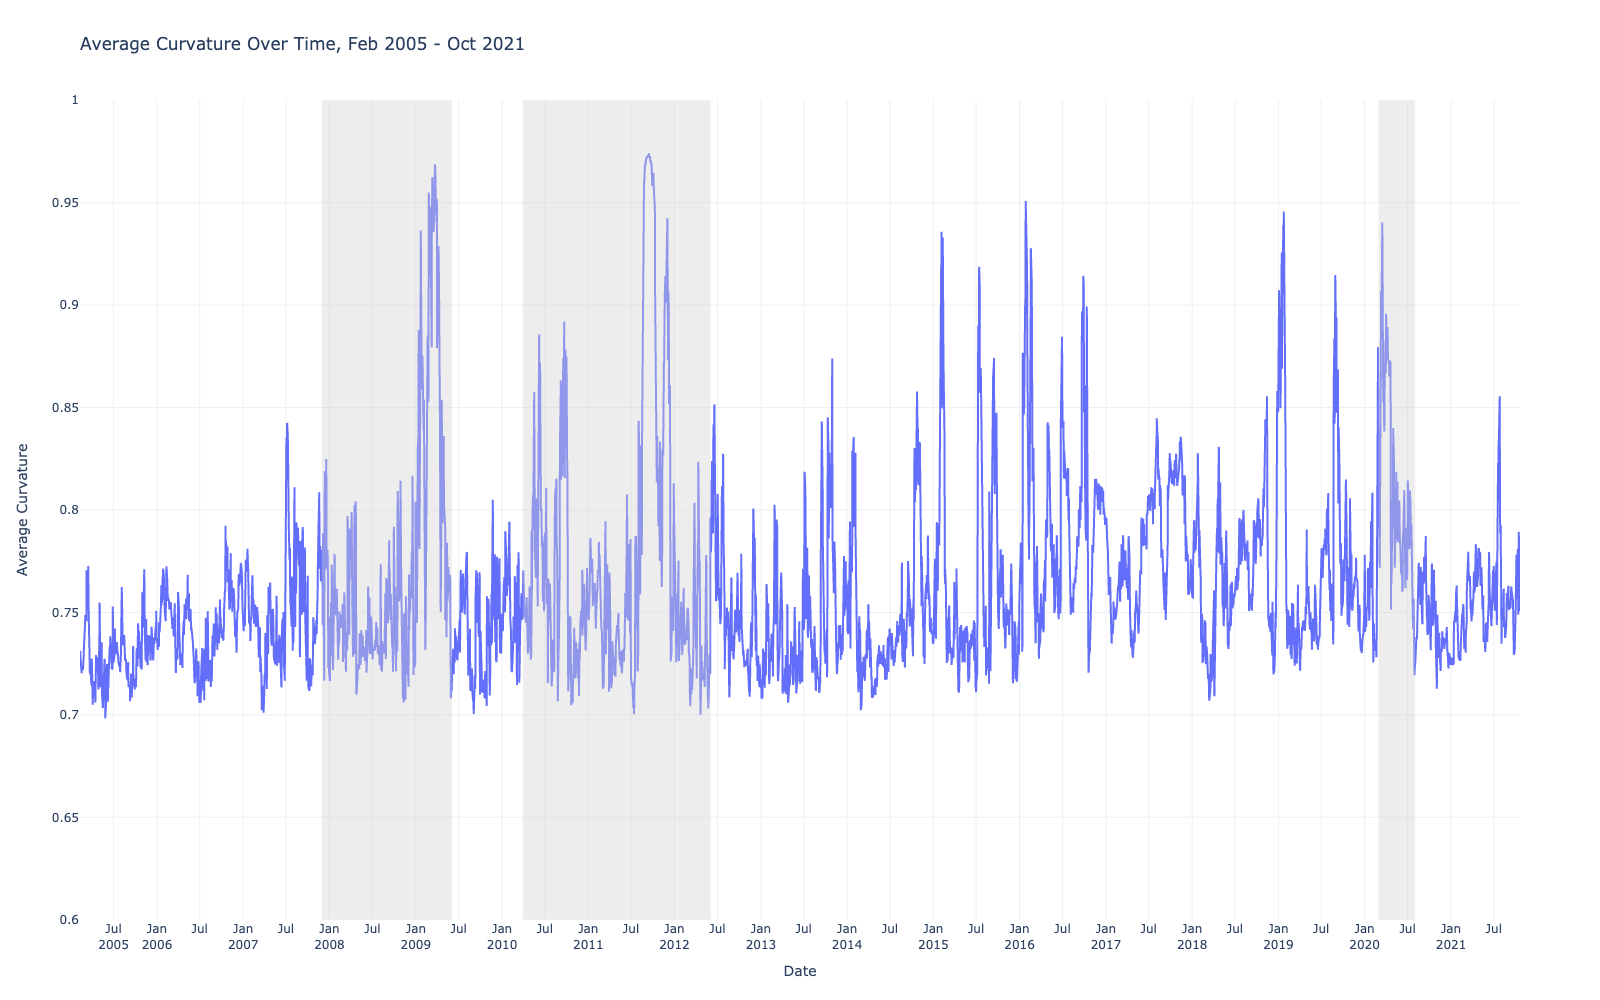 Average Curvature Over Time, Feb 2005 - Oct 2021
1
0.95
0.9
0.85
0.8
0.75
0.7
0.65
0.6
Average Curvature
Jul Jan Jul Jan Jul Jan Jul Jan Jul Jan Jul Jan Jul Jan Jul Jan Jul Jan Jul Jan Jul Jan Jul Jan Jul Jan Jul Jan Jul Jan Jul Jan Jul
2005 2006 2007 2008 2009 2010 2011 2012 2013 2014 2015 2016 2017 2018 2019 2020 2021
Date